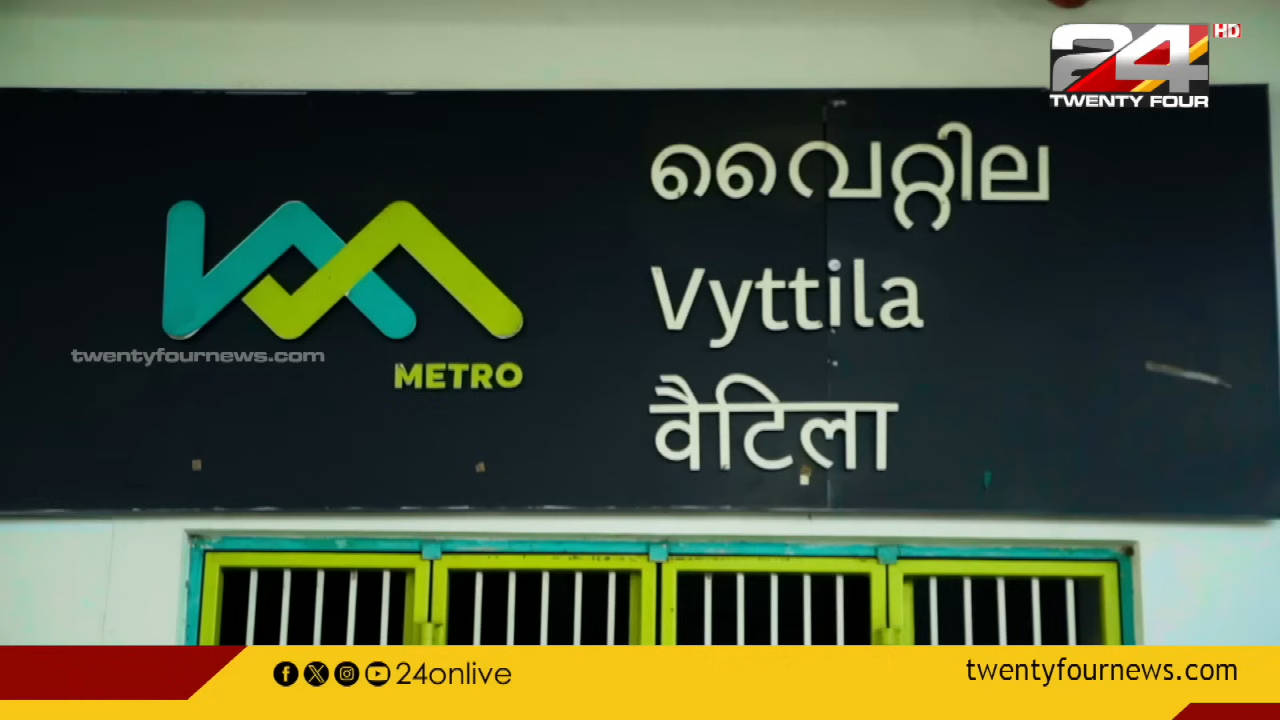 24 HD
TWENTY FOUR
വൈറ്റില
Vyttila
वैटिला
METRO
twentyfournews.com
24onlive
twentyfournews.com